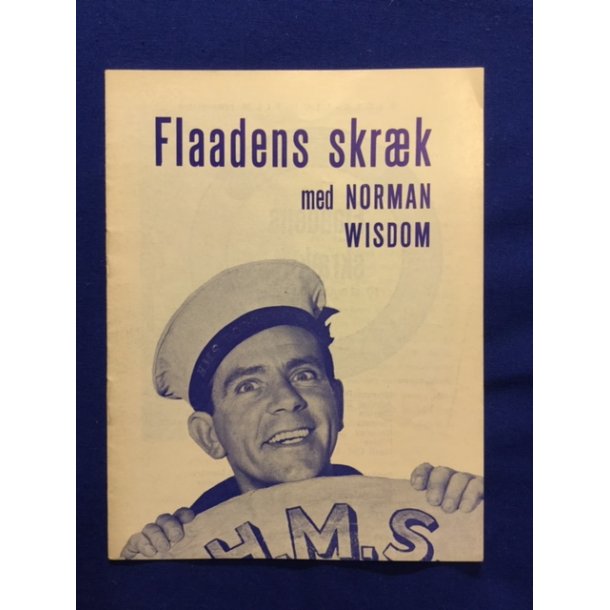 Flaadens skræk
med NORMAN
WISDOM
H.M.S.